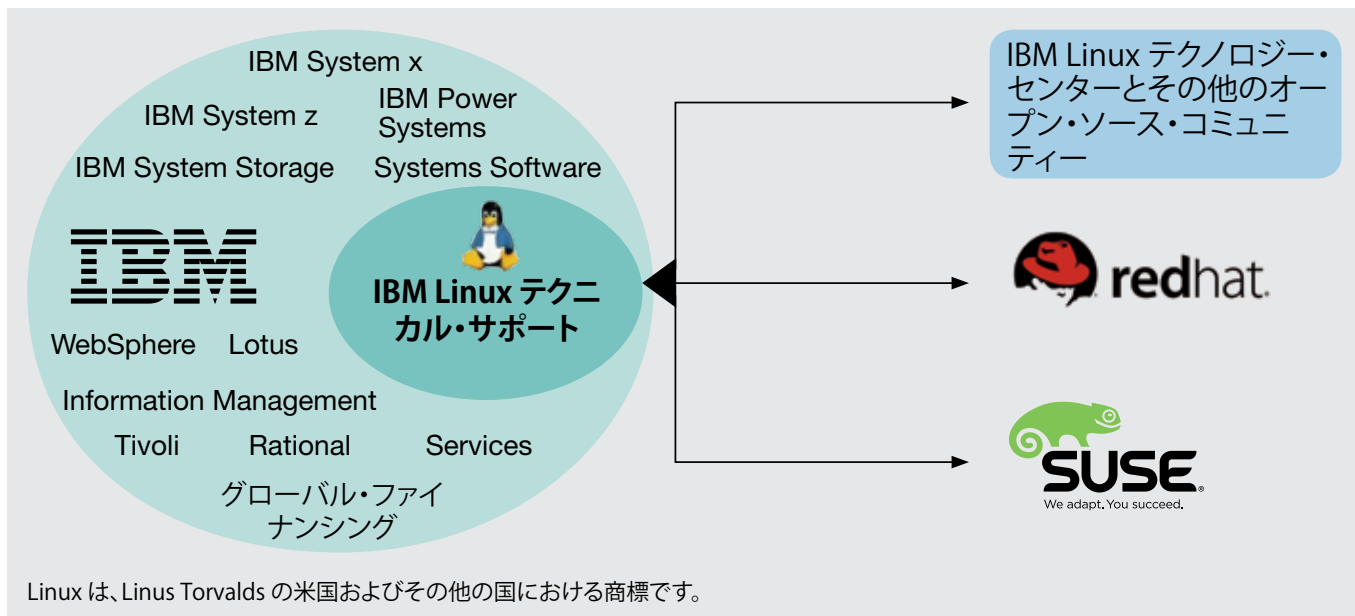 IBM System x
IBM System z
IBM Power
Systems
IBM System Storage
Systems Software
IBM
IBM Linux テクニ
カル・サポート
WebSphere
Lotus
Information Management
Tivoli
Rational
Services
グローバル・ファイ
ナンシング
IBM Linux テクノロジー・
センターとその他のオー
プン・ソース・コミュニ
ティー
redhat.
SUSE®
We adapt. You succeed.
Linux は、Linus Torvalds の米国およびその他の国における商標です。